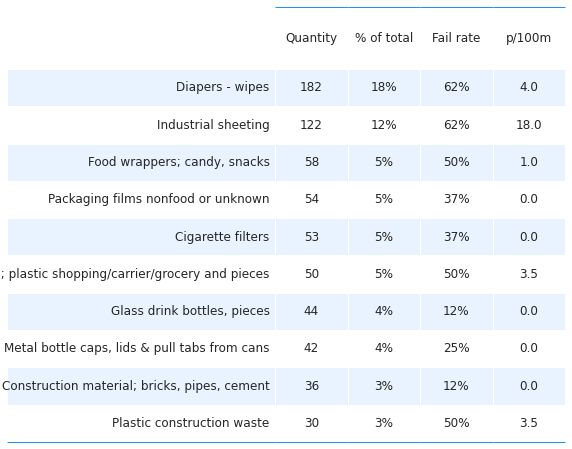 Quantity % of total Fail rate p/100m
Diapers - wipes 182 18% 62% 4.0
Industrial sheeting 122 12% 62% 18.0
Food wrappers; candy, snacks 58 5% 50% 1.0
Packaging films nonfood or unknown 54 5% 37% 0.0
Cigarette filters 53 5% 37% 0.0
; plastic shopping/carrier/grocery and pieces 50 5% 50% 3.5
Glass drink bottles, pieces 44 4% 12% 0.0
Metal bottle caps, lids & pull tabs from cans 42 4% 25% 0.0
Construction material; bricks, pipes, cement 36 3% 12% 0.0
Plastic construction waste 30 3% 50% 3.5